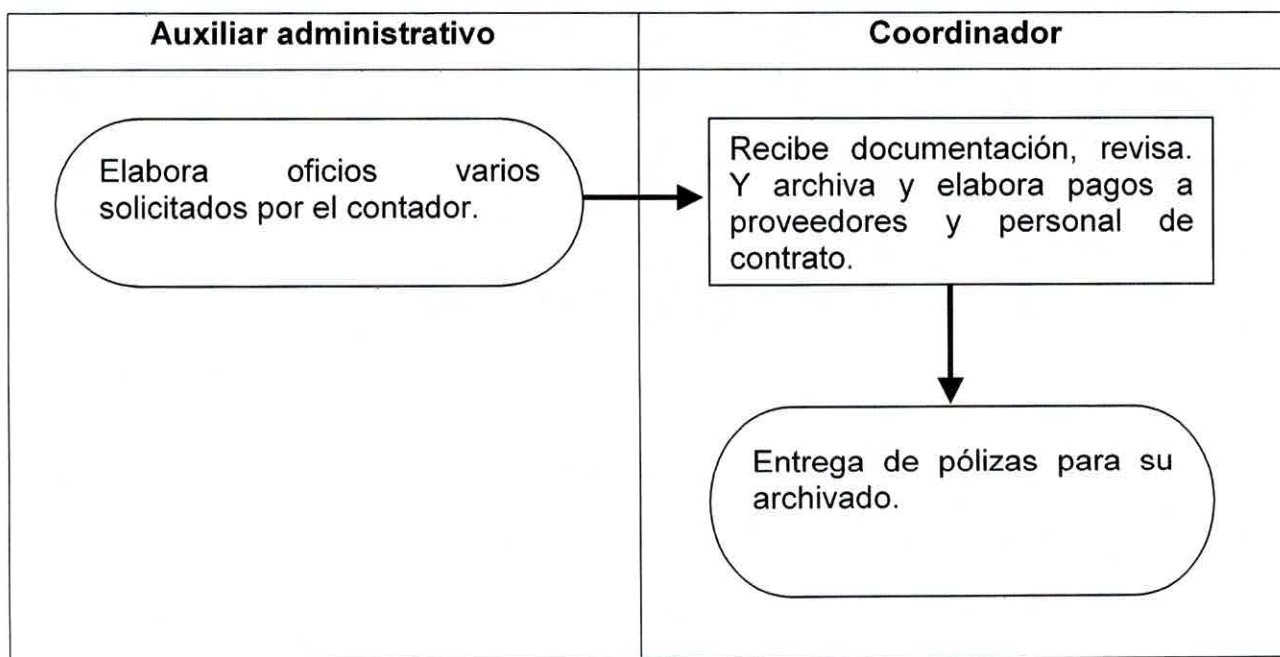 Auxiliar administrativo
Coordinador
Elabora oficios varios
solicitados por el contador.
Recibe documentación, revisa.
Y archiva y elabora pagos a
proveedores y personal de
contrato.
Entrega de pólizas para su
archivado.